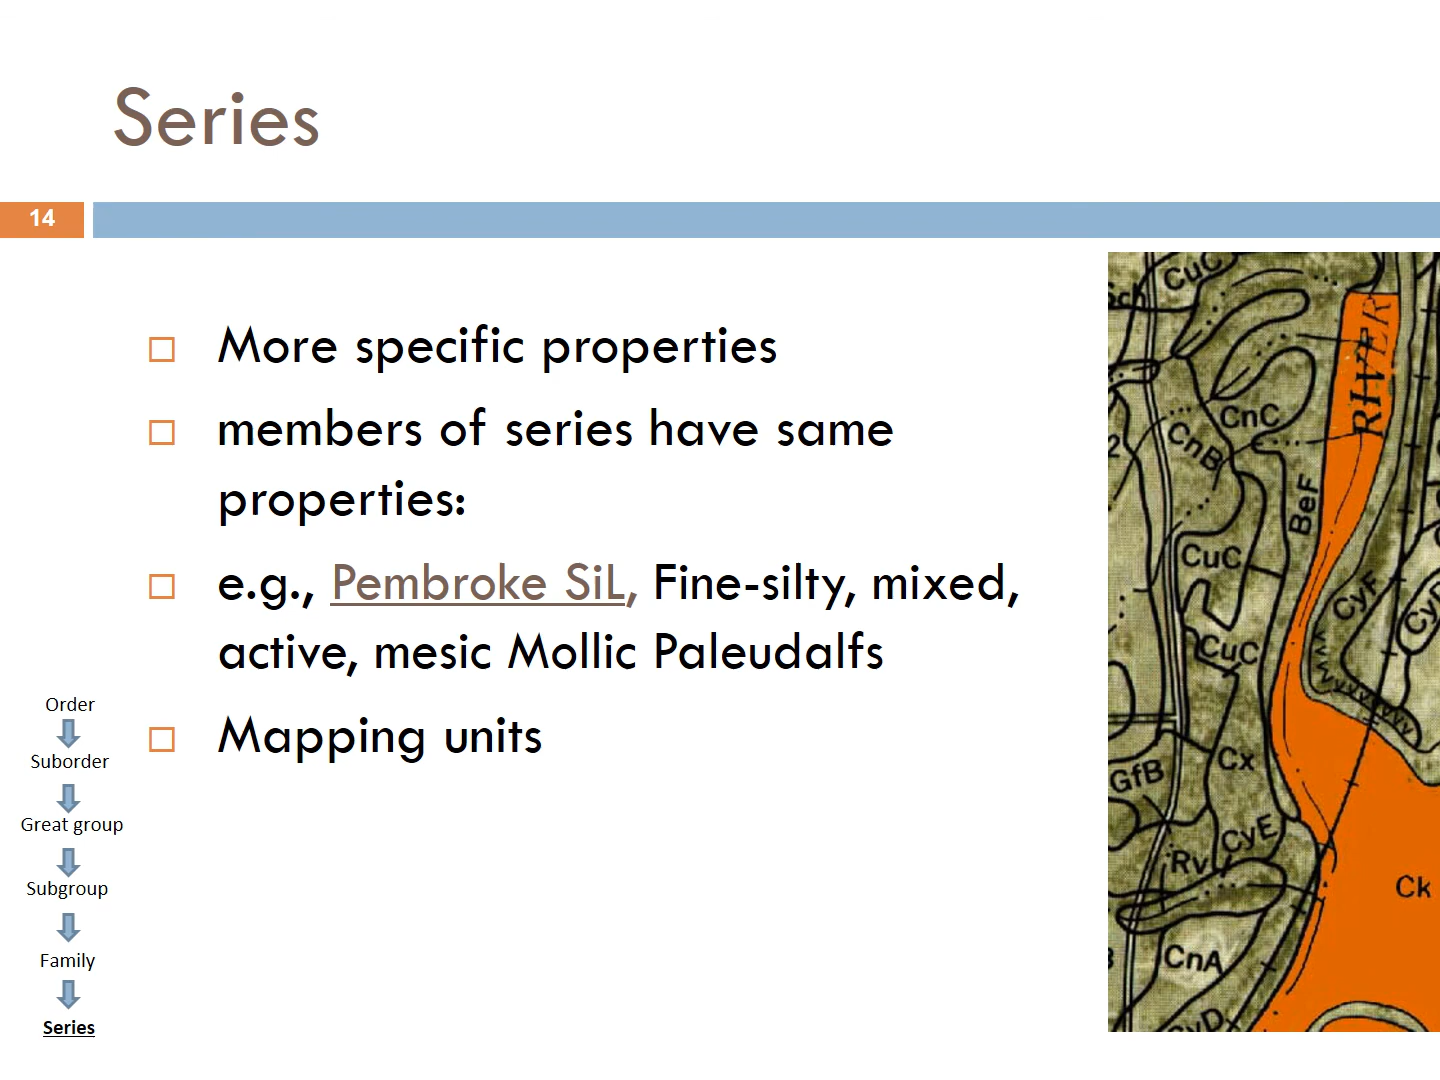 Series
14
More specific properties
members of series have same
properties:
e.g., Pembroke SiL, Fine-silty, mixed,
active, mesic Mollic Paleudalfs
Mapping units
Order
Suborder
Great group
Subgroup
Family
Series
CuC
RIVER
CnC
CnB
BeF
CuC
CyF
CuC
Cx
GfB
CyE
Rv
Ck
CnA